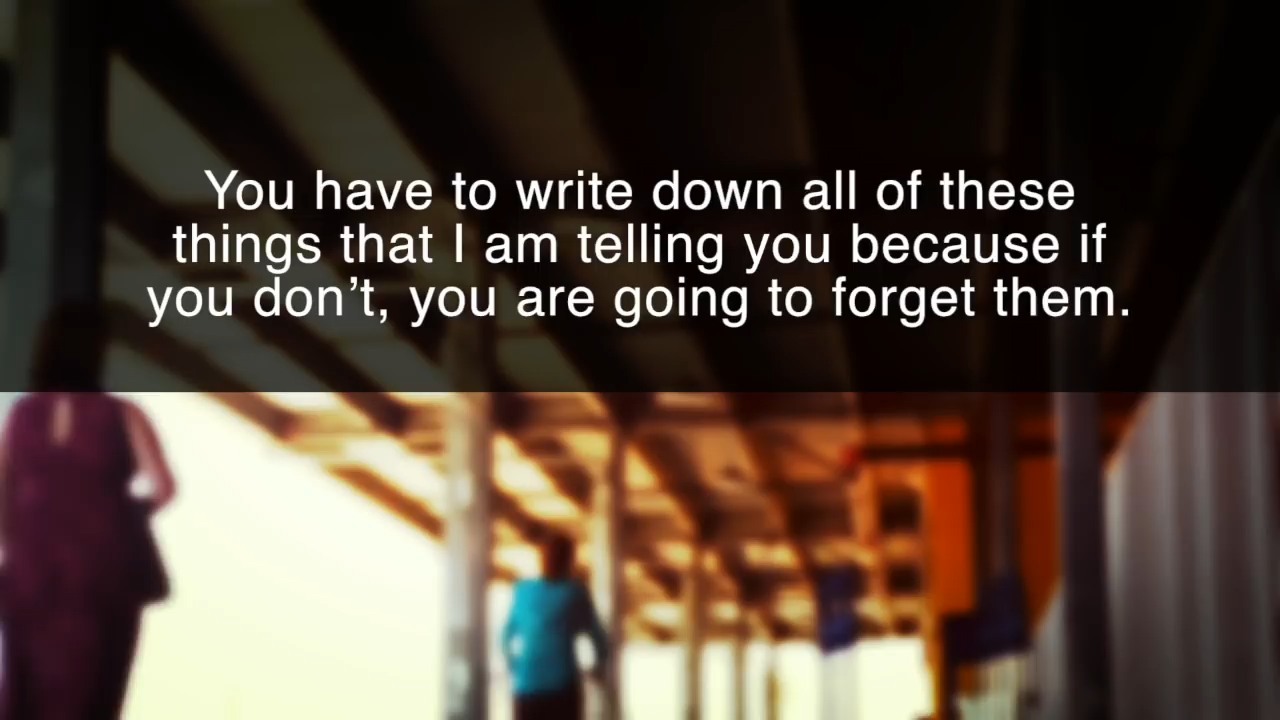 You have to write down all of these
things that I am telling you because if
you don’t, you are going to forget them.